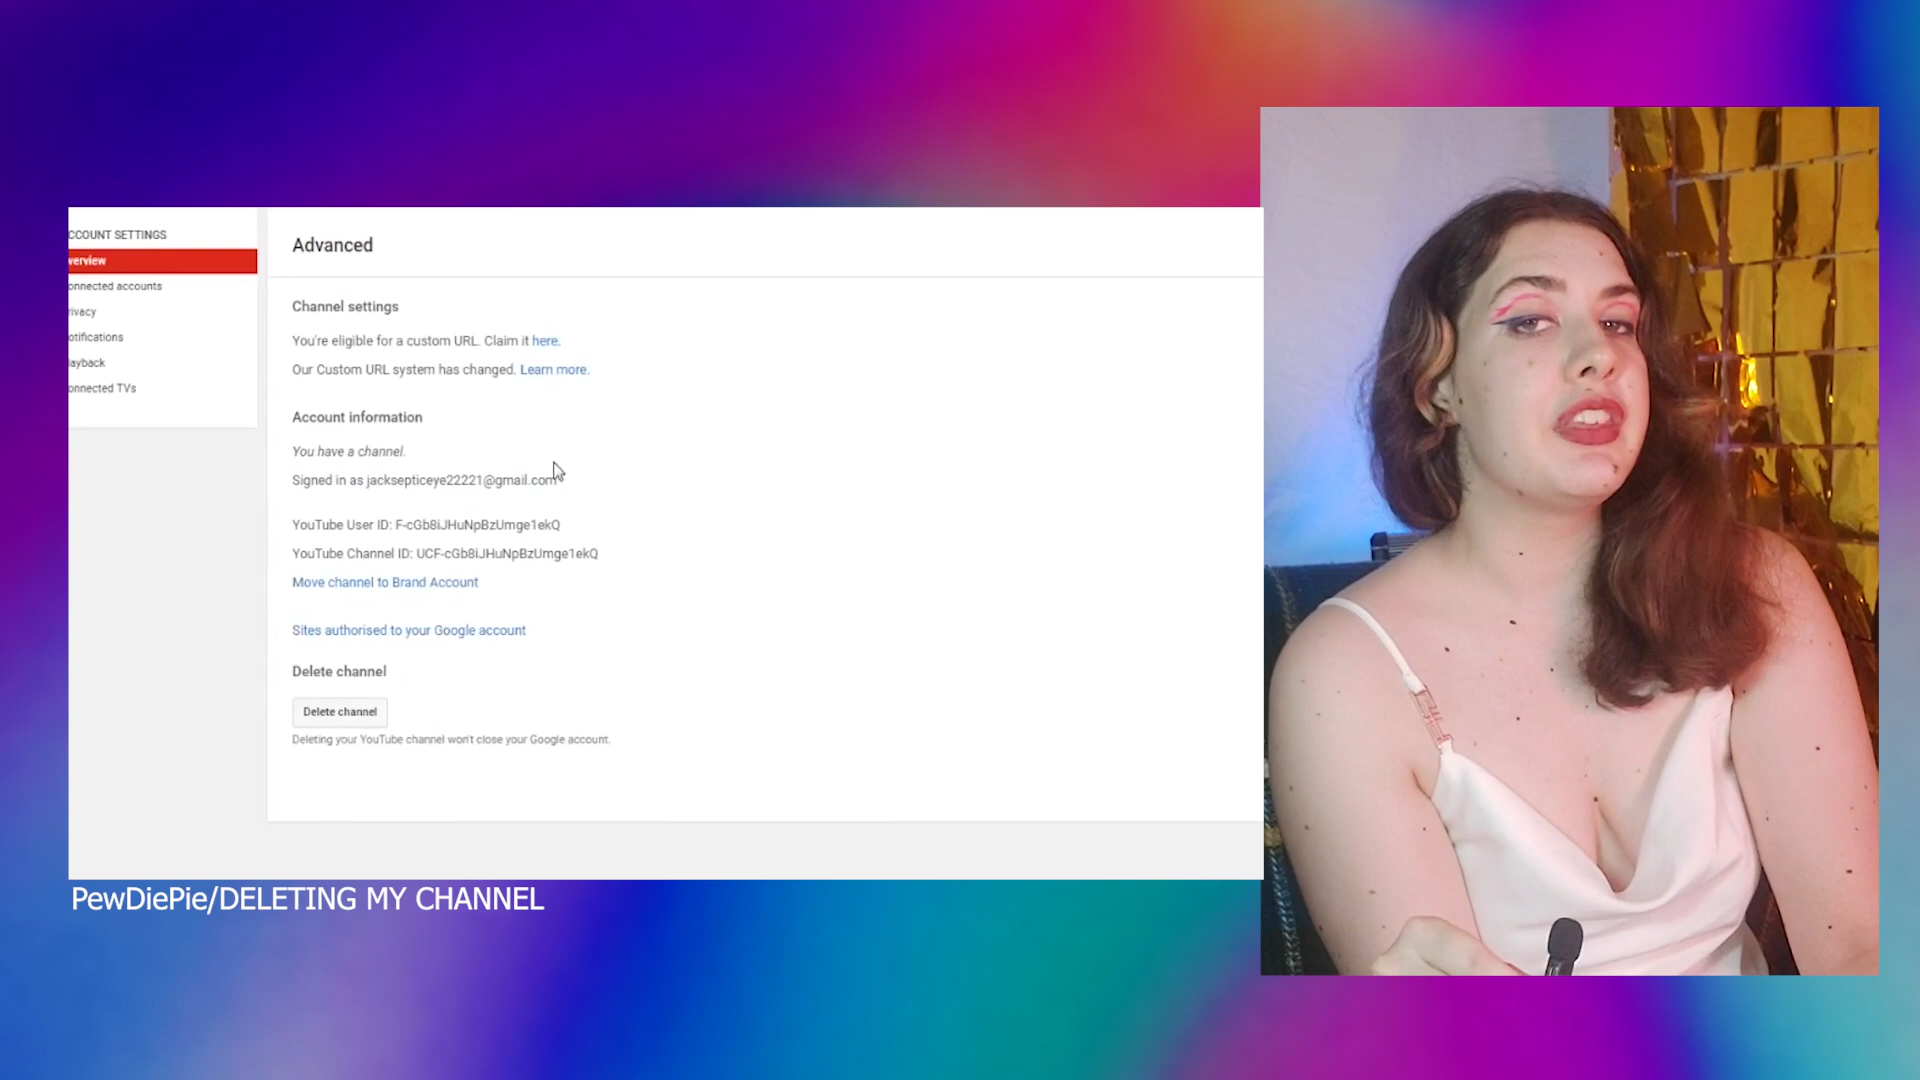 CCOUNT SETTINGS
verview
onnected accounts
rivacy
otifications
layback
onnected TVs
Advanced
Channel settings
You're eligible for a custom URL. Claim it here.
Our Custom URL system has changed. Learn more.
Account information
You have a channel.
Signed in as jacksepticeye22221@gmail.com
YouTube User ID: F-cGb8iJHuNpBzUmge1ekQ
YouTube Channel ID: UCF-cGb8iJHuNpBzUmge1ekQ
Move channel to Brand Account
Sites authorised to your Google account
Delete channel
Delete channel
Deleting your YouTube channel won't close your Google account.
PewDiePie/DELETING MY CHANNEL